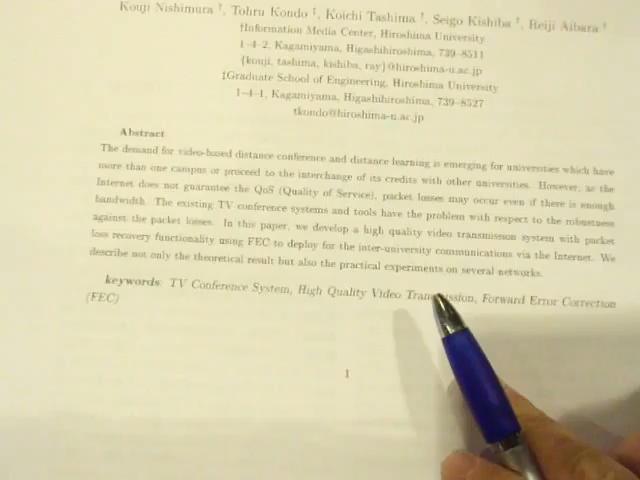 Kouji Nishimura †, Tohru Kondo ‡, Koichi Tashima †, Seigo Kishiba †, Reiji Aibara †
†Information Media Center, Hiroshima University
1–4–2, Kagamiyama, Higashihiroshima, 739–8511
{kouji, tashima, kishiba, ray}@hiroshima-u.ac.jp
‡Graduate School of Engineering, Hiroshima University
1–4–1, Kagamiyama, Higashihiroshima, 739–8527
tkondo@hiroshima-u.ac.jp
Abstract
The demand for video-based distance conference and distance learning is emerging for universities which have
more than one campus or proceed to the interchange of its credits with other universities. However, as the
Internet does not guarantee the QoS (Quality of Service), packet losses may occur even if there is enough
bandwidth. The existing TV conference systems and tools have the problem with respect to the robustness
against the packet losses. In this paper, we develop a high quality video transmission system with packet
loss recovery functionality using FEC to deploy for the inter-university communications via the Internet. We
describe not only the theoretical result but also the practical experiments on several networks.
keywords: TV Conference System, High Quality Video Transmission, Forward Error Correction
(FEC)
1